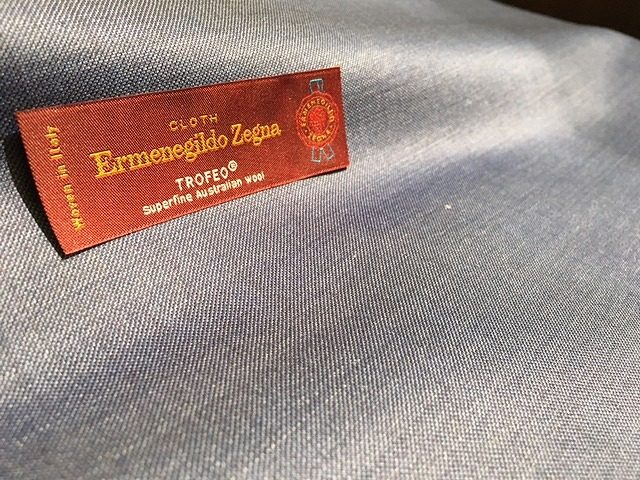 CLOTH
Ermenegildo Zegna
TROFEO®
Superfine Australian wool
Woven in Italy